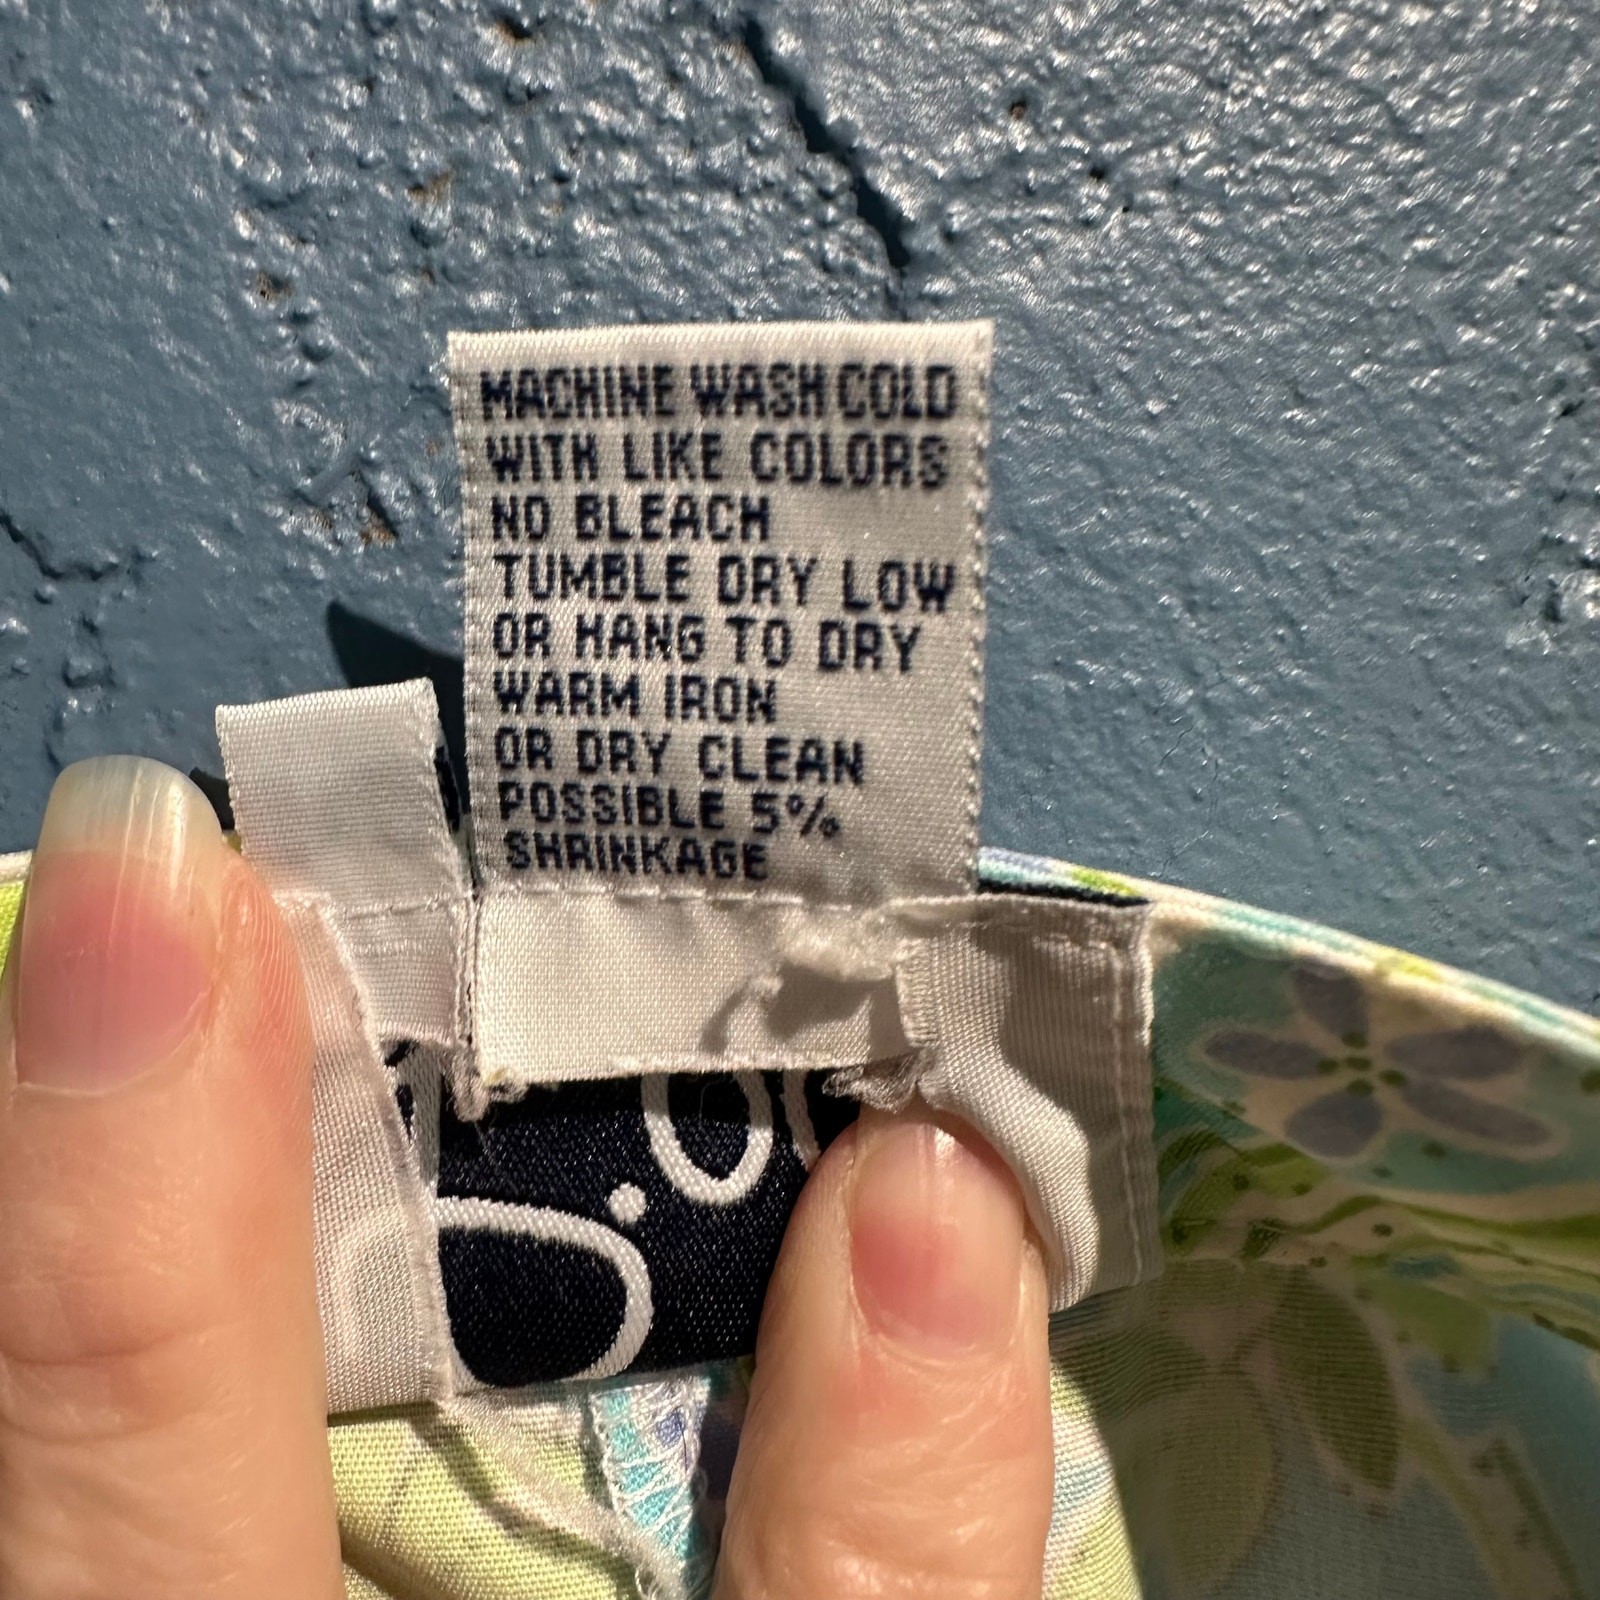 MACHINE WASH COLD
WITH LIKE COLORS
NO BLEACH
TUMBLE DRY LOW
OR HANG TO DRY
WARM IRON
OR DRY CLEAN
POSSIBLE 5%
SHRINKAGE